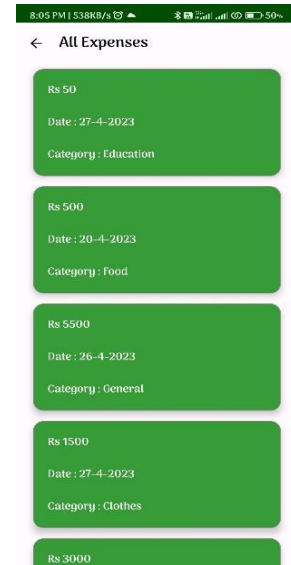 8:05 PM | 538KB/s 50%
All Expenses
Rs 50
Date : 27-4-2023
Category : Education
Rs 500
Date : 20-4-2023
Category : Food
Rs 5500
Date : 26-4-2023
Category : General
Rs 1500
Date : 27-4-2023
Category : Clothes
Rs 3000